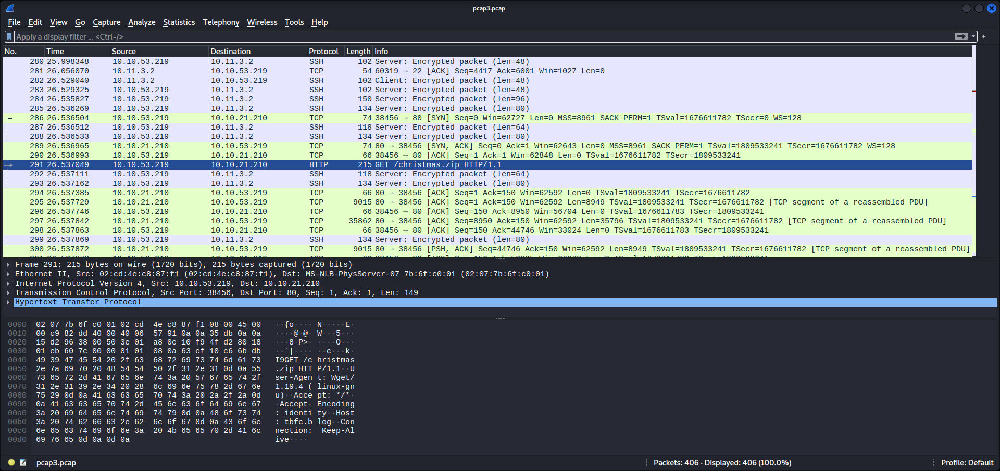 pcap3.pcap
File Edit View Go Capture Analyze Statistics Telephony Wireless Tools Help
Apply a display filter ... <Ctrl-/>
+
No. Time Source Destination Protocol Length Info
280 25.998348 10.10.53.219 10.11.3.2 SSH 102 Server: Encrypted packet (len=48)
281 26.056070 10.11.3.2 10.10.53.219 TCP 54 60319 → 22 [ACK] Seq=4417 Ack=6001 Win=1027 Len=0
282 26.529040 10.11.3.2 10.10.53.219 SSH 102 Client: Encrypted packet (len=48)
283 26.529325 10.10.53.219 10.11.3.2 SSH 102 Server: Encrypted packet (len=48)
284 26.535827 10.10.53.219 10.11.3.2 SSH 150 Server: Encrypted packet (len=96)
285 26.536269 10.10.53.219 10.11.3.2 SSH 134 Server: Encrypted packet (len=80)
286 26.536504 10.10.53.219 10.10.21.210 TCP 74 38456 → 80 [SYN] Seq=0 Win=62727 Len=0 MSS=8961 SACK_PERM=1 TSval=1676611782 TSecr=0 WS=128
287 26.536512 10.10.53.219 10.11.3.2 SSH 118 Server: Encrypted packet (len=64)
288 26.536533 10.10.53.219 10.11.3.2 SSH 134 Server: Encrypted packet (len=80)
289 26.536965 10.10.21.210 10.10.53.219 TCP 74 80 → 38456 [SYN, ACK] Seq=0 Ack=1 Win=62643 Len=0 MSS=8961 SACK_PERM=1 TSval=1809533241 TSecr=1676611782 WS=128
290 26.536993 10.10.53.219 10.10.21.210 TCP 66 38456 → 80 [ACK] Seq=1 Ack=1 Win=62848 Len=0 TSval=1676611782 TSecr=1809533241
291 26.537049 10.10.53.219 10.10.21.210 HTTP 215 GET /christmas.zip HTTP/1.1
292 26.537111 10.10.53.219 10.11.3.2 SSH 118 Server: Encrypted packet (len=64)
293 26.537162 10.10.53.219 10.11.3.2 SSH 134 Server: Encrypted packet (len=80)
294 26.537385 10.10.21.210 10.10.53.219 TCP 66 80 → 38456 [ACK] Seq=1 Ack=150 Win=62592 Len=0 TSval=1809533241 TSecr=1676611782
295 26.537729 10.10.21.210 10.10.53.219 TCP 9015 80 → 38456 [ACK] Seq=1 Ack=150 Win=62592 Len=8949 TSval=1809533241 TSecr=1676611782 [TCP segment of a reassembled PDU]
296 26.537746 10.10.53.219 10.10.21.210 TCP 66 38456 → 80 [ACK] Seq=150 Ack=8950 Win=56704 Len=0 TSval=1676611783 TSecr=1809533241
297 26.537842 10.10.21.210 10.10.53.219 TCP 35862 80 → 38456 [ACK] Seq=8950 Ack=150 Win=62592 Len=35796 TSval=1809533241 TSecr=1676611782 [TCP segment of a reassembled PDU]
298 26.537863 10.10.53.219 10.10.21.210 TCP 66 38456 → 80 [ACK] Seq=150 Ack=44746 Win=33024 Len=0 TSval=1676611783 TSecr=1809533241
299 26.537869 10.10.53.219 10.11.3.2 SSH 134 Server: Encrypted packet (len=80)
300 26.537872 10.10.21.210 10.10.53.219 TCP 9015 80 → 38456 [PSH, ACK] Seq=44746 Ack=150 Win=62592 Len=8949 TSval=1809533241 TSecr=1676611782 [TCP segment of a reassembled PDU]
Frame 291: 215 bytes on wire (1720 bits), 215 bytes captured (1720 bits)
Ethernet II, Src: 02:cd:4e:c8:87:f1 (02:cd:4e:c8:87:f1), Dst: MS-NLB-PhysServer-07_7b:6f:c0:01 (02:07:7b:6f:c0:01)
Internet Protocol Version 4, Src: 10.10.53.219, Dst: 10.10.21.210
Transmission Control Protocol, Src Port: 38456, Dst Port: 80, Seq: 1, Ack: 1, Len: 149
Hypertext Transfer Protocol
0000 02 07 7b 6f c0 01 02 cd 4e c8 87 f1 08 00 45 00 ··{o···· N·····E·
0010 00 c9 82 dd 40 00 40 06 57 91 0a 0a 35 db 0a 0a ····@·@· W···5···
0020 15 d2 96 38 00 50 3e 01 a8 0e 10 f9 4f d2 80 18 ···8·P>· ····O···
0030 01 eb 60 7c 00 00 01 01 08 0a 63 ef 10 c6 6b db ··`|···· ··c···k·
0040 49 39 47 45 54 20 2f 63 68 72 69 73 74 6d 61 73 I9GET /c hristmas
0050 2e 7a 69 70 20 48 54 54 50 2f 31 2e 31 0d 0a 55 .zip HTT P/1.1··U
0060 73 65 72 2d 41 67 65 6e 74 3a 20 57 67 65 74 2f ser-Agen t: Wget/
0070 31 2e 31 39 2e 34 20 28 6c 69 6e 75 78 2d 67 6e 1.19.4 ( linux-gn
0080 75 29 0d 0a 41 63 63 65 70 74 3a 20 2a 2f 2a 0d u)··Acce pt: */*·
0090 0a 41 63 63 65 70 74 2d 45 6e 63 6f 64 69 6e 67 ·Accept- Encoding
00a0 3a 20 69 64 65 6e 74 69 74 79 0d 0a 48 6f 73 74 : identi ty··Host
00b0 3a 20 74 62 66 63 2e 62 6c 6f 67 0d 0a 43 6f 6e : tbfc.b log··Con
00c0 6e 65 63 74 69 6f 6e 3a 20 4b 65 65 70 2d 41 6c nection: Keep-Al
00d0 69 76 65 0d 0a 0d 0a ive····
pcap3.pcap Packets: 406 · Displayed: 406 (100.0%) Profile: Default